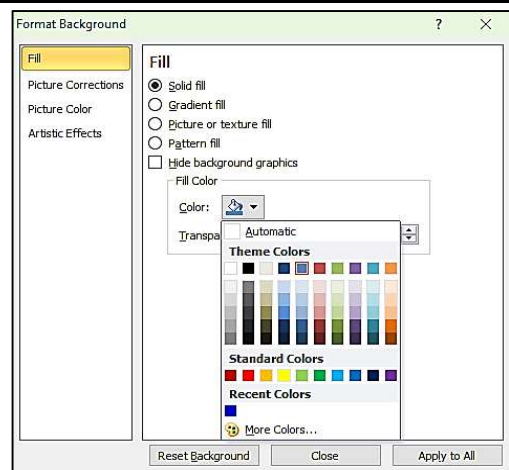 Format Background ? ×
Fill
Picture Corrections
Picture Color
Artistic Effects
Fill
Solid fill
Gradient fill
Picture or texture fill
Pattern fill
Hide background graphics
Fill Color
Color:
Transpa
Automatic
Theme Colors
Standard Colors
Recent Colors
More Colors...
Reset Background Close Apply to All